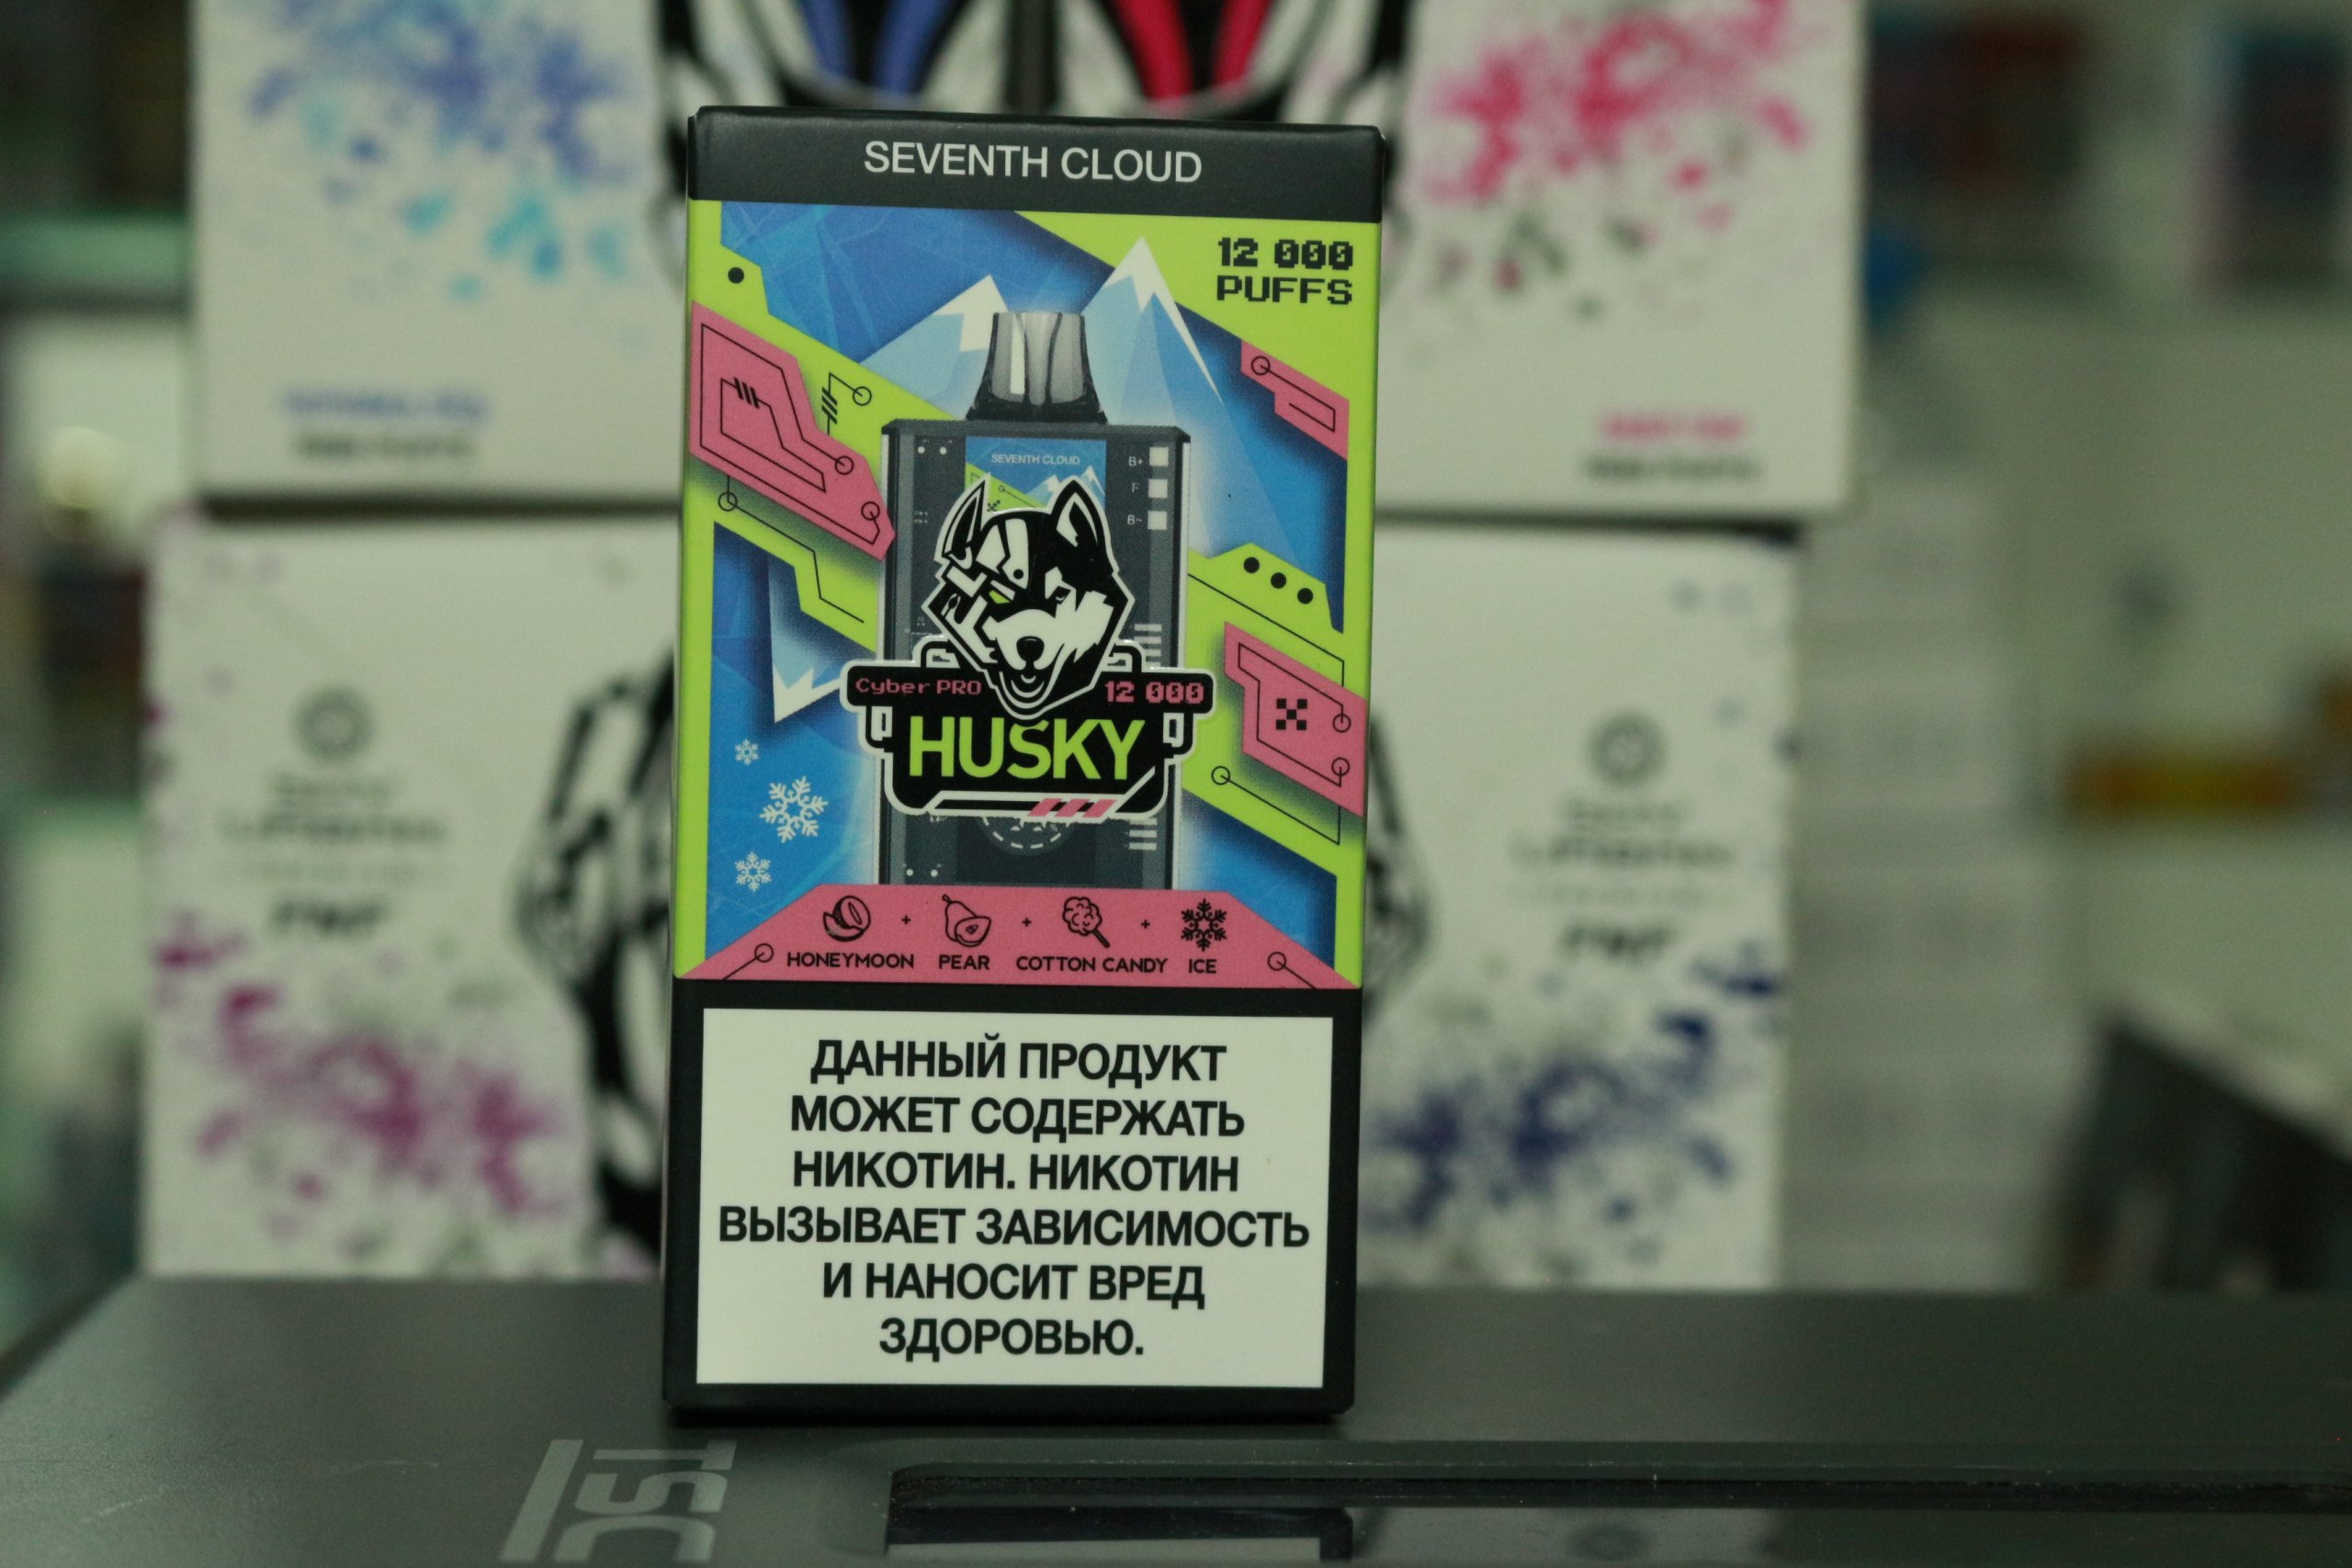 SEVENTH CLOUD
12 000
PUFFS
SEVENTH CLOUD
B+
F
B-
Cyber PRO 12 000
HUSKY
HONEYMOON + PEAR + COTTON CANDY + ICE
ДАННЫЙ ПРОДУКТ
МОЖЕТ СОДЕРЖАТЬ
НИКОТИН. НИКОТИН
ВЫЗЫВАЕТ ЗАВИСИМОСТЬ
И НАНОСИТ ВРЕД
ЗДОРОВЬЮ.